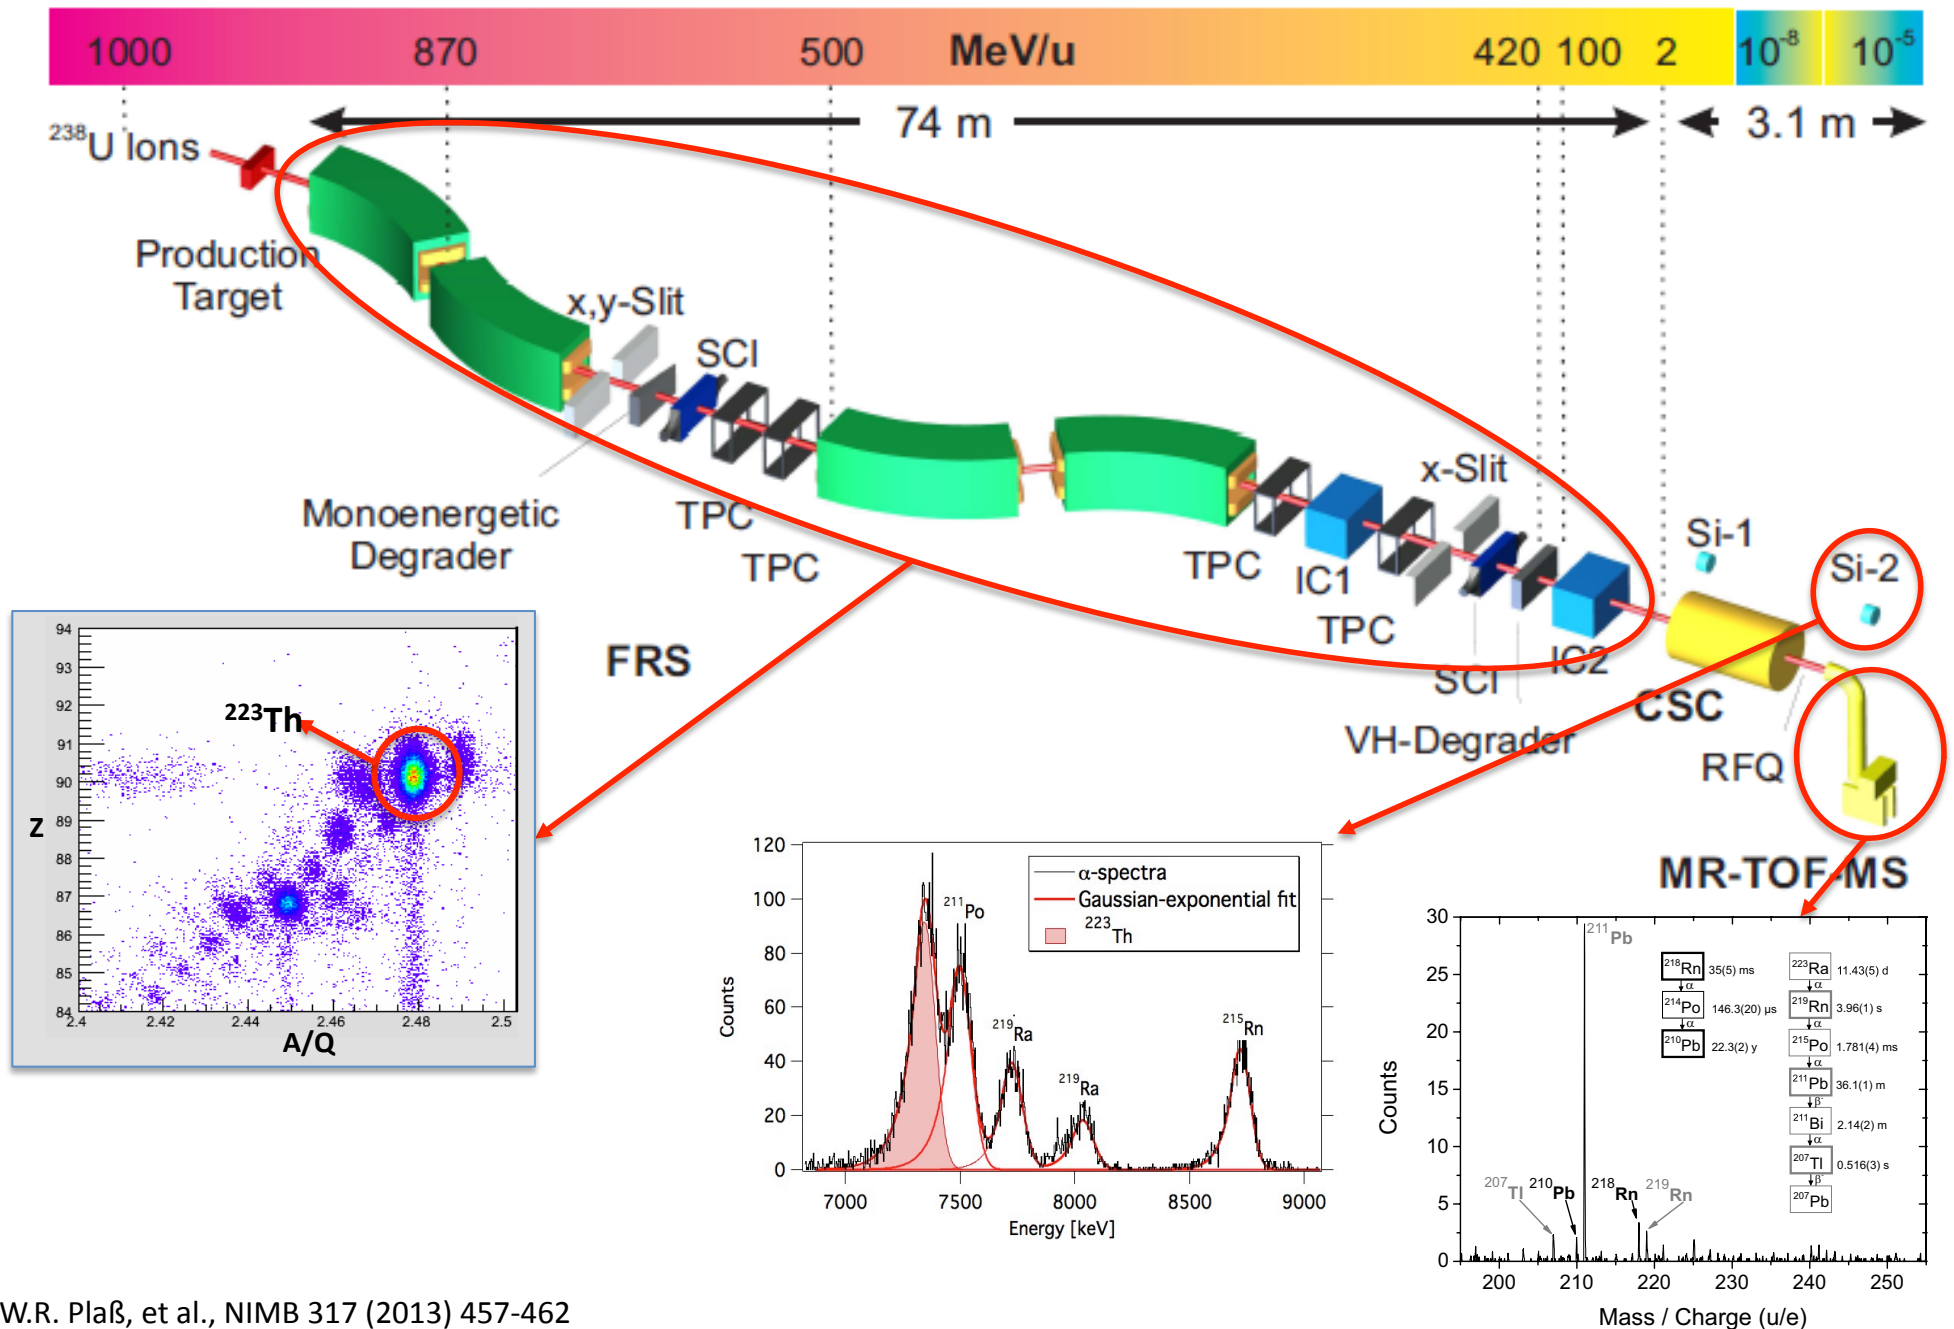 1000 870 500 MeV/u 420 100 2 10⁻⁸ 10⁻⁵
74 m 3.1 m
²³⁸U Ions
Production
Target
x,y-Slit
SCI
Monoenergetic
Degrader
TPC
TPC
x-Slit
TPC
IC1
TPC
SCI
IC2
VH-Degrader
Si-1
Si-2
CSC
RFQ
FRS
MR-TOF-MS
94
93
92
91
90
89
88
87
86
85
84
Z
²²³Th
2.4 2.42 2.44 2.46 2.48 2.5
A/Q
120
100
80
60
40
20
0
Counts
α-spectra
Gaussian-exponential fit
²²³Th
²¹¹Po
²¹⁹Ra
²¹⁹Ra
²¹⁵Rn
7000 7500 8000 8500 9000
Energy [keV]
30
25
20
15
10
5
0
Counts
²¹¹Pb
²¹⁸Rn 35(5) ms
α
²¹⁴Po 146.3(20) µs
α
²¹⁰Pb 22.3(2) y
²²³Ra 11.43(5) d
α
²¹⁹Rn 3.96(1) s
α
²¹⁵Po 1.781(4) ms
α
²¹¹Pb 36.1(1) m
β⁻
²¹¹Bi 2.14(2) m
α
²⁰⁷Tl 0.516(3) s
β⁻
²⁰⁷Pb
²⁰⁷Tl ²¹⁰Pb ²¹⁸Rn ²¹⁹Rn
200 210 220 230 240 250
Mass / Charge (u/e)
W.R. Plaß, et al., NIMB 317 (2013) 457-462